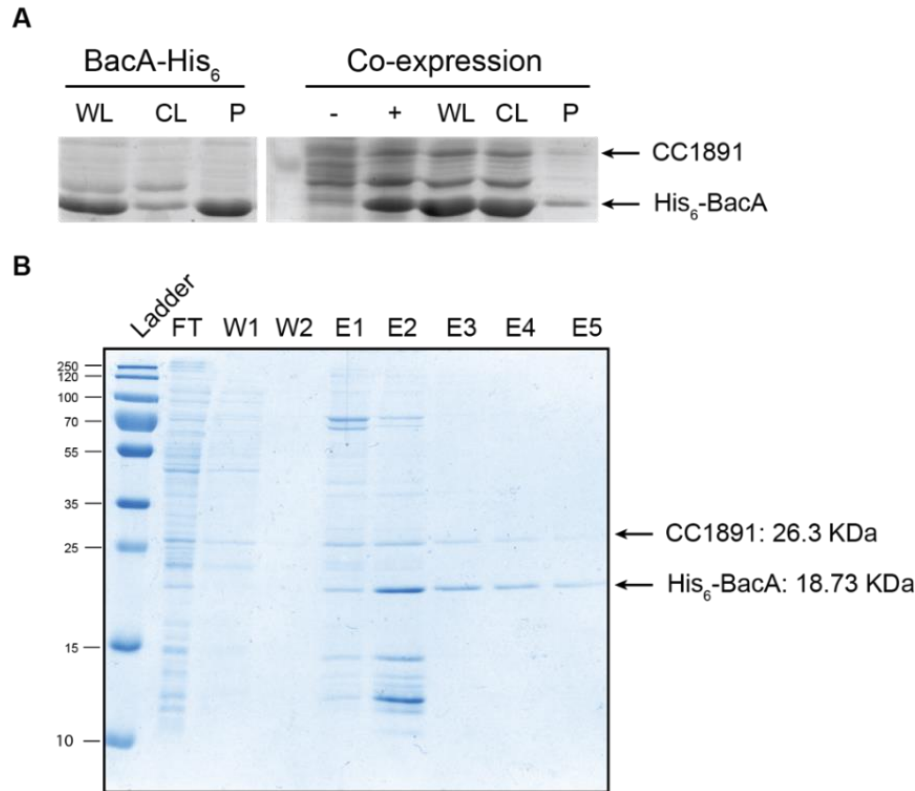 A
BacA-His6 Co-expression
WL CL P - + WL CL P
CC1891
His6-BacA
B
Ladder FT W1 W2 E1 E2 E3 E4 E5
250
120
100
70
55
35
25
15
10
CC1891: 26.3 KDa
His6-BacA: 18.73 KDa